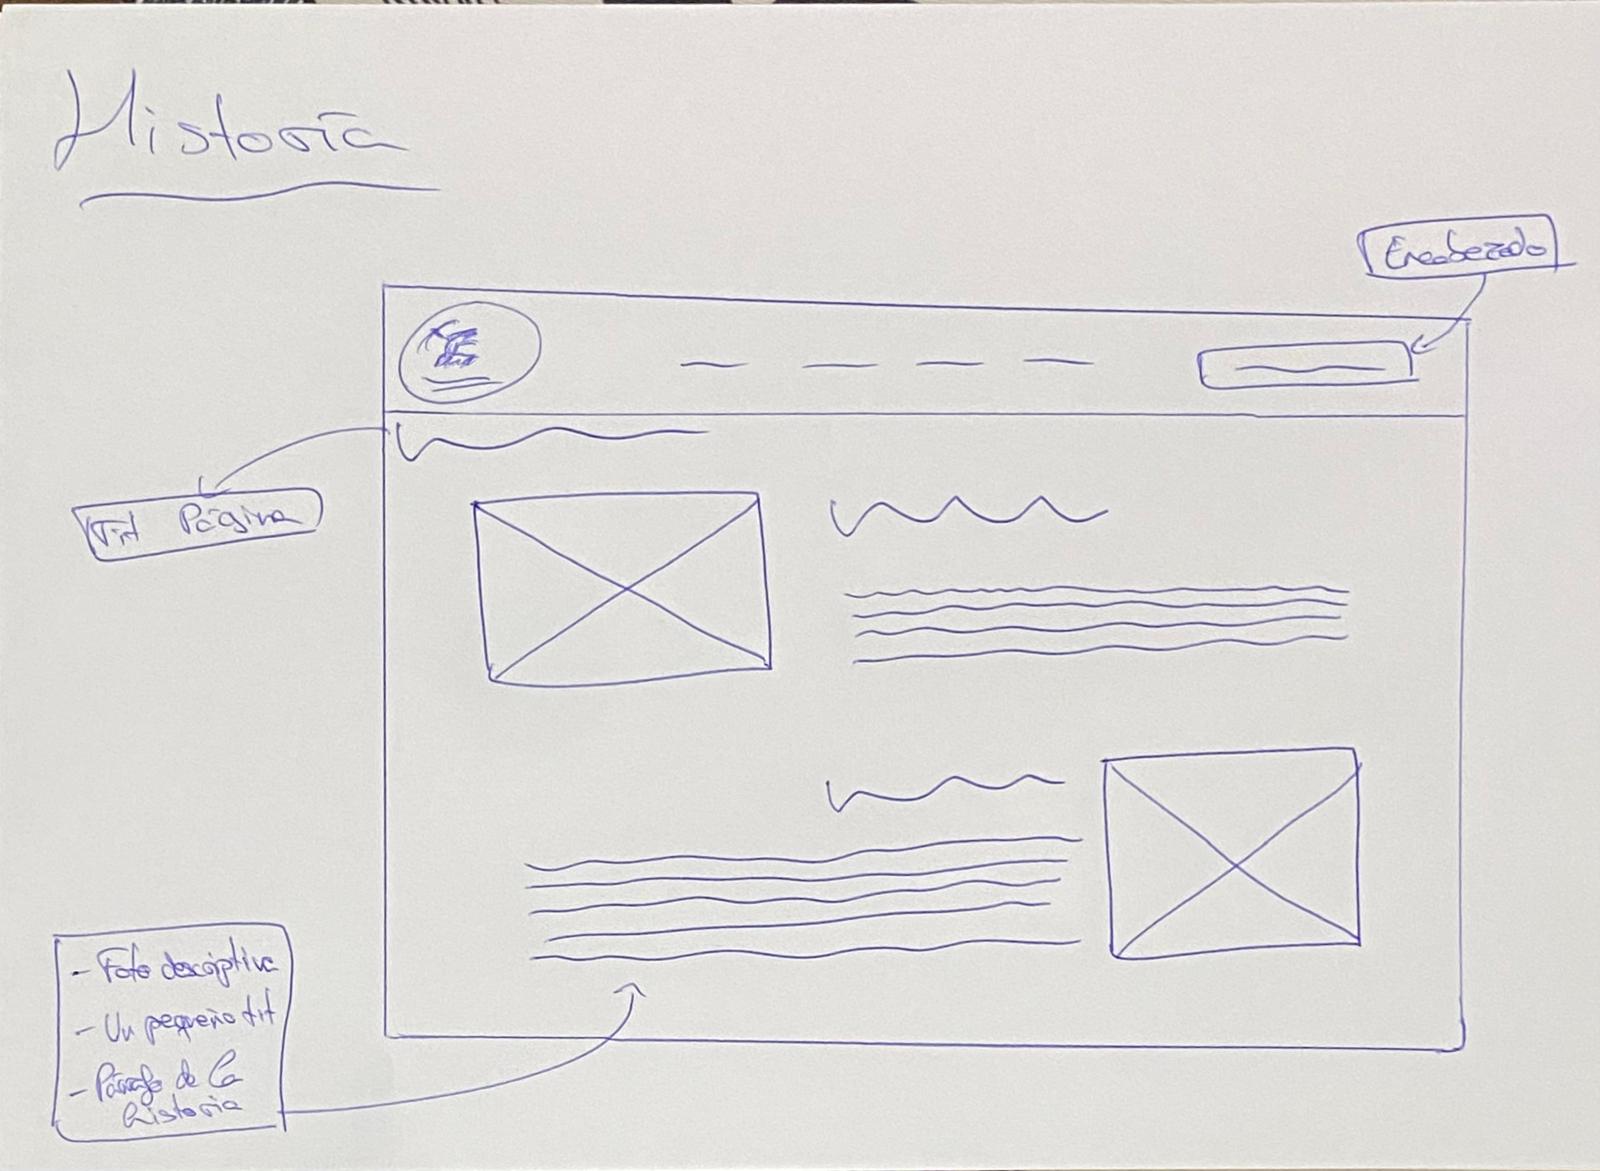 Historia
Encabezado
Tit Página
- Foto descriptiva
- Un pequeño tit
- Párrafo de la
historia